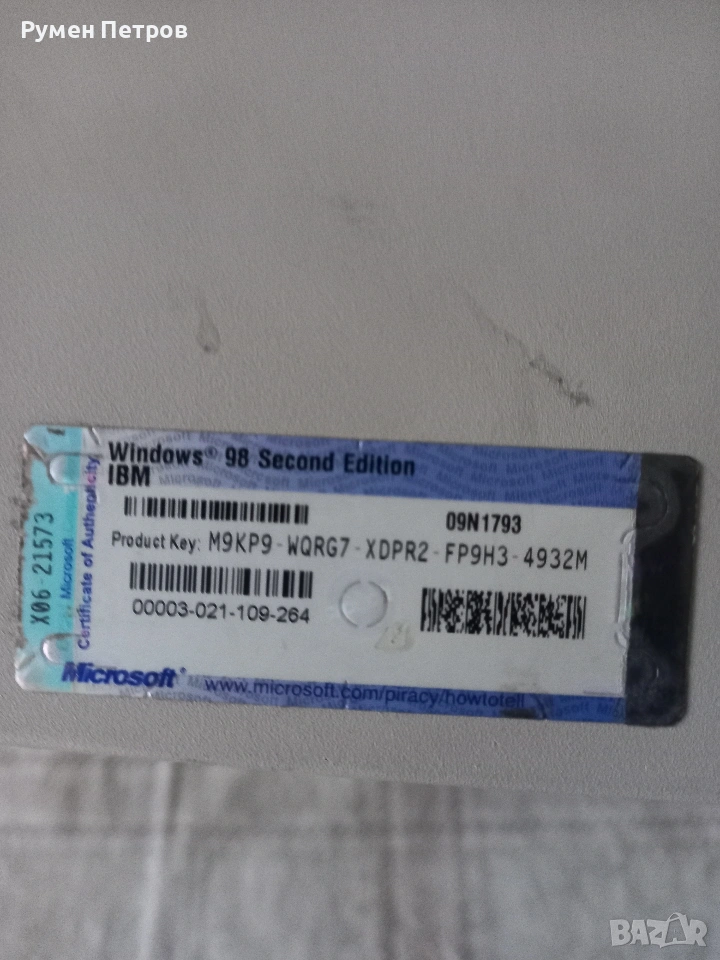 Румен Петров
Windows® 98 Second Edition
IBM
09N1793
Product Key: M9KP9-WQRG7-XDPR2-FP9H3-4932M
00003-021-109-264
Microsoft®
www.microsoft.com/piracy/howtotell
X06-21573
Microsoft
Certificate of Authenticity
BAZAR